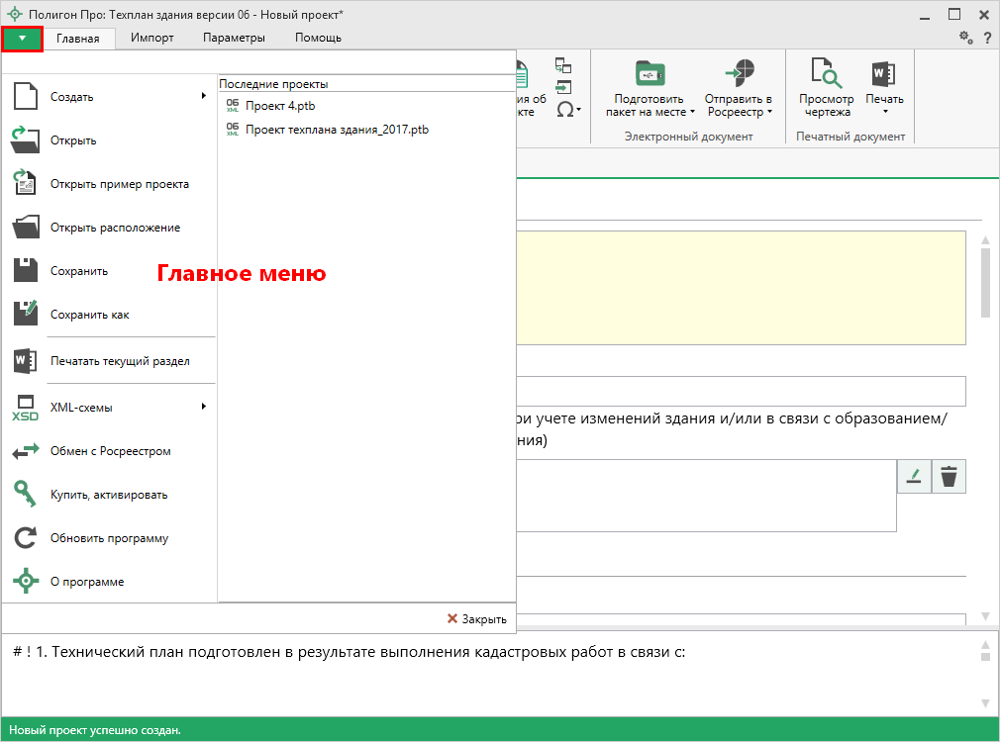 Полигон Про: Техплан здания версии 06 - Новый проект*
Главная Импорт Параметры Помощь
?
Создать
Открыть
Открыть пример проекта
Открыть расположение
Сохранить
Сохранить как
Печатать текущий раздел
XSD XML-схемы
Обмен с Росреестром
Купить, активировать
Обновить программу
О программе
Последние проекты
06 XML Проект 4.ptb
06 XML Проект техплана здания_2017.ptb
Главное меню
Закрыть
об
Ω
Подготовить
пакет на месте
Отправить в
Росреестр
Электронный документ
Просмотр
чертежа
W
Печать
Печатный документ
учете изменений здания и/или в связи с образованием/
# ! 1. Технический план подготовлен в результате выполнения кадастровых работ в связи с:
Новый проект успешно создан.